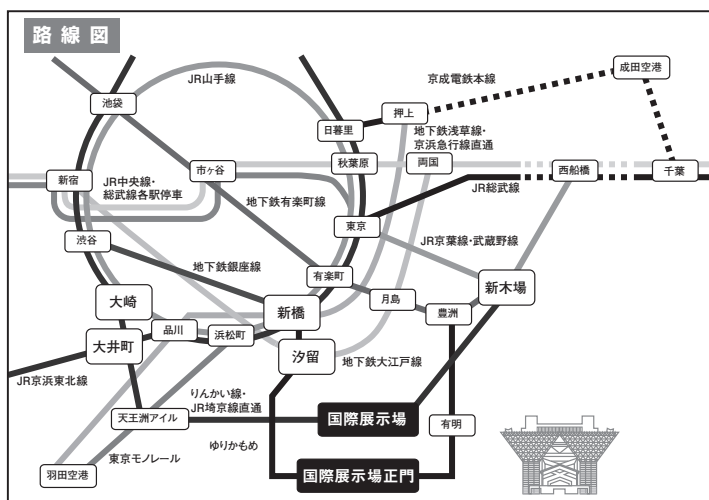 路線図
JR山手線
京成電鉄本線
成田空港
池袋
押上
日暮里
地下鉄浅草線・
京浜急行線直通
市ヶ谷
秋葉原
両国
西船橋
千葉
新宿
JR中央線・
総武線各駅停車
JR総武線
地下鉄有楽町線
東京
渋谷
JR京葉線・武蔵野線
地下鉄銀座線
有楽町
新木場
大崎
月島
新橋
豊洲
品川
浜松町
大井町
汐留
地下鉄大江戸線
JR京浜東北線
りんかい線・
JR埼京線直通
天王洲アイル
国際展示場
有明
ゆりかもめ
東京モノレール
羽田空港
国際展示場正門